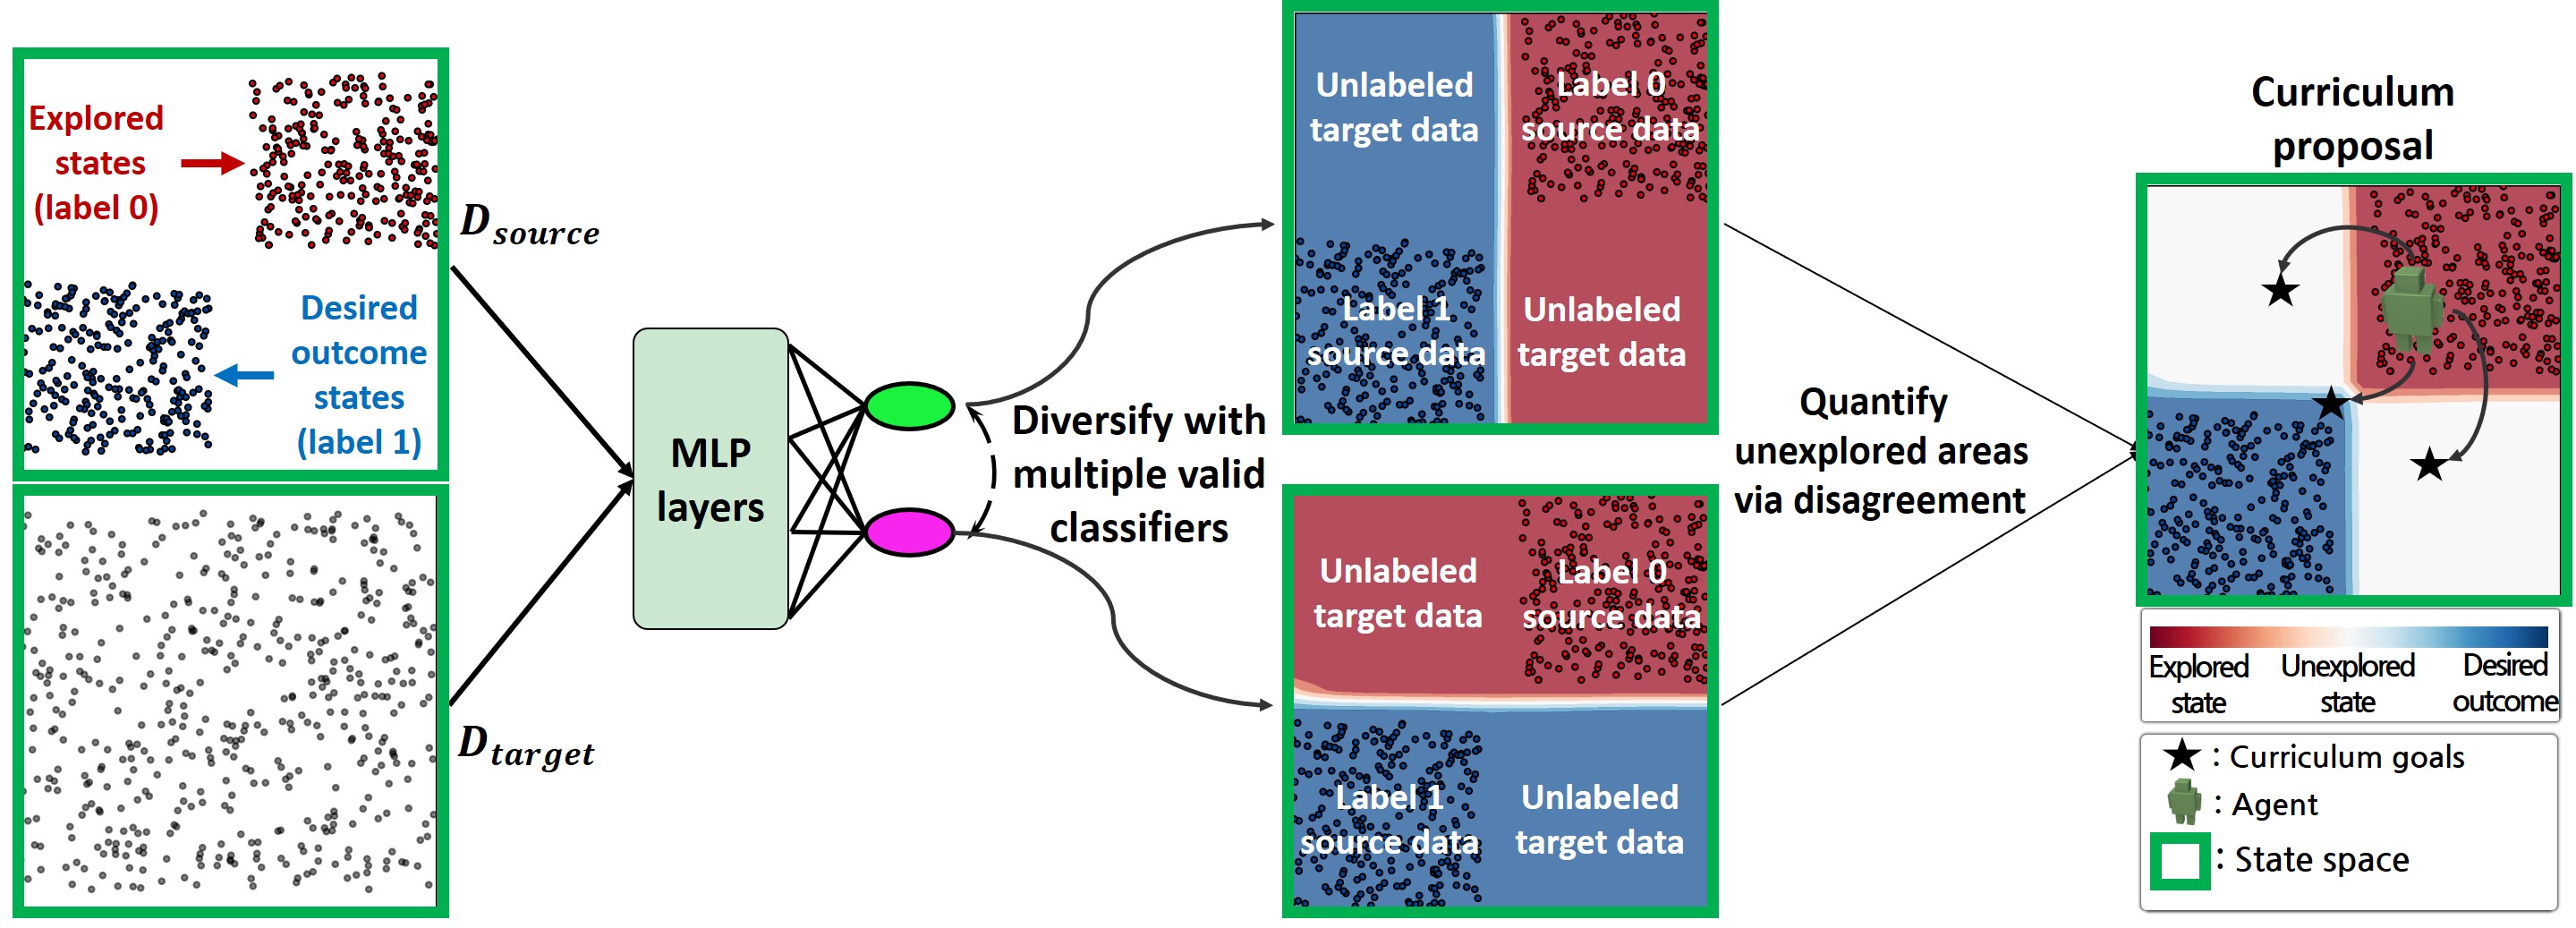 Explored
states
(label 0)
Desired
outcome
states
(label 1)
D_source
D_target
MLP
layers
Diversify with
multiple valid
classifiers
Unlabeled
target data
Label 0
source data
Label 1
source data
Unlabeled
target data
Unlabeled
target data
Label 0
source data
Label 1
source data
Unlabeled
target data
Quantify
unexplored areas
via disagreement
Curriculum
proposal
Explored
state
Unexplored
state
Desired
outcome
: Curriculum goals
: Agent
: State space